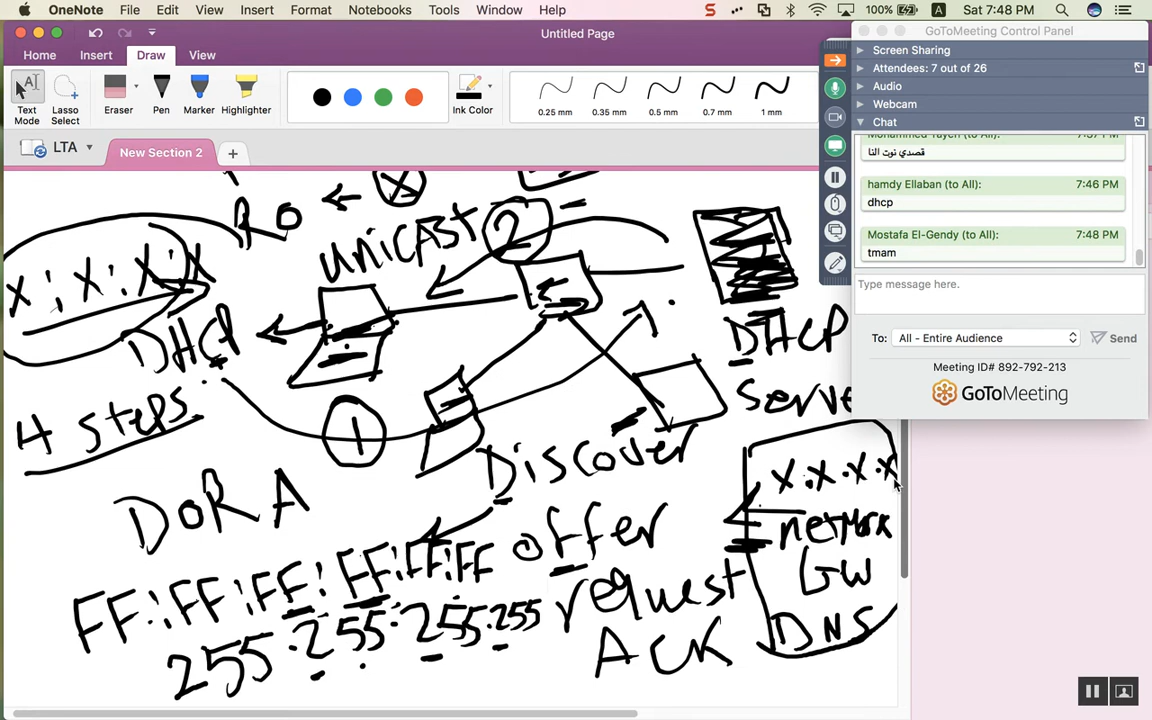 OneNote File Edit View Insert Format Notebooks Tools Window Help 100% A Sat 7:48 PM
Untitled Page
Home Insert Draw View
Text Mode
Lasso Select
Eraser
Pen
Marker
Highlighter
Ink Color
0.25 mm 0.35 mm 0.5 mm 0.7 mm 1 mm
LTA
New Section 2
GoToMeeting Control Panel
Screen Sharing
Attendees: 7 out of 26
Audio
Webcam
Chat
قصدي نوت النا
hamdy Ellaban (to All): 7:46 PM
dhcp
Mostafa El-Gendy (to All): 7:48 PM
tmam
Type message here.
To: All - Entire Audience
Send
Meeting ID# 892-792-213
GoToMeeting
Ro
unicast
2
X:X:X:X
DHCP
DHCP
serve
4 steps
1
Discover
DORA
offer
X.X.X.X
network
GW
DNS
FF:FF:FF:FF:FF:FF
request
255.255.255.255
ACK